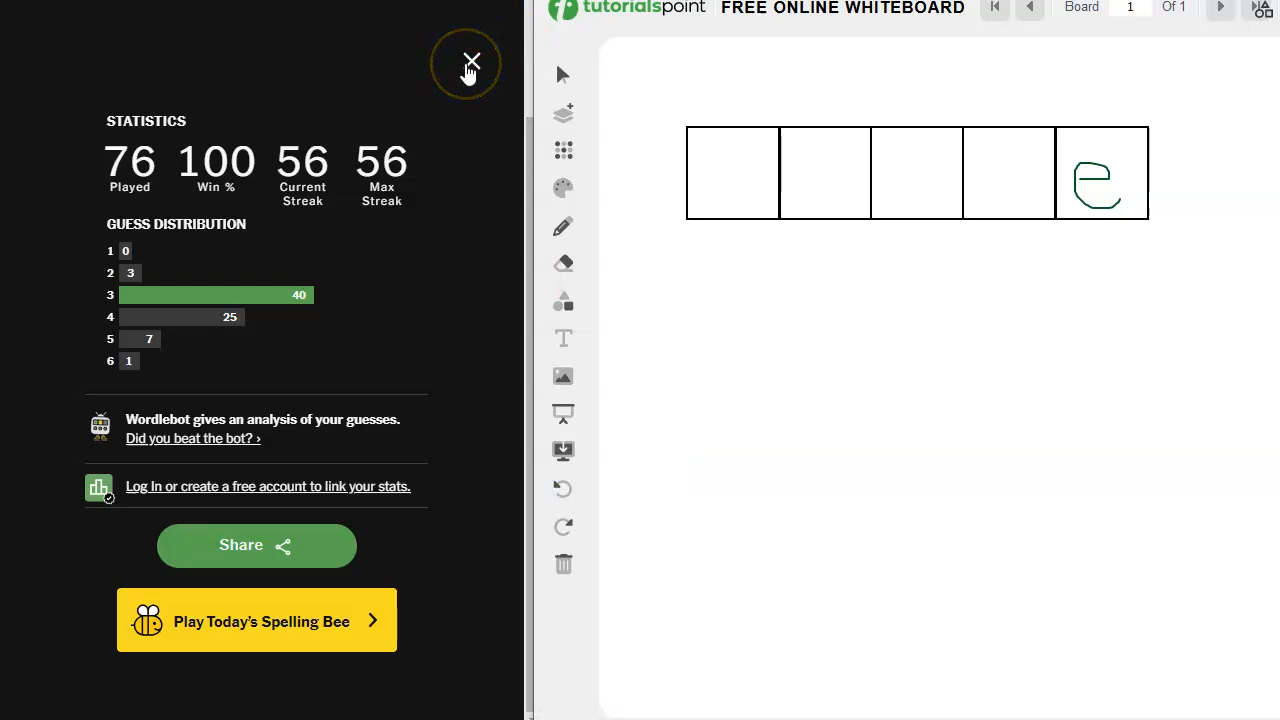 tutorialspoint FREE ONLINE WHITEBOARD Board 1 Of 1
STATISTICS
76 100 56 56
Played Win % Current Streak Max Streak
GUESS DISTRIBUTION
1 0
2 3
3 40
4 25
5 7
6 1
Wordlebot gives an analysis of your guesses.
Did you beat the bot? ›
Log In or create a free account to link your stats.
Share
Play Today's Spelling Bee
e